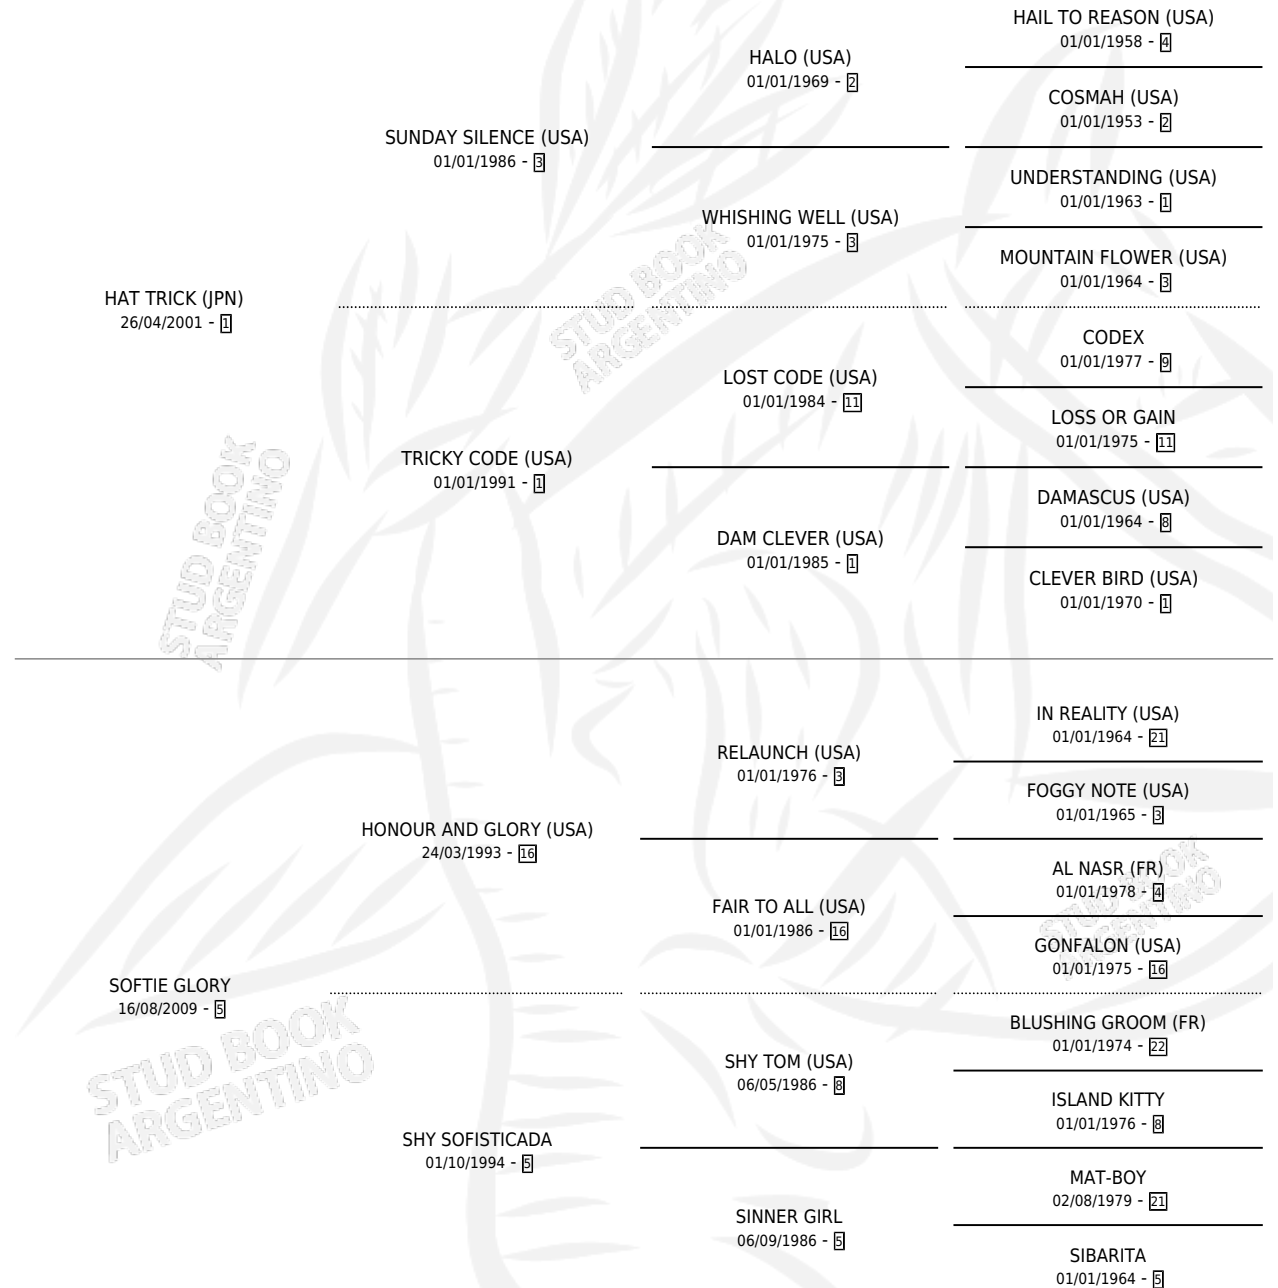 HAIL TO REASON (USA)
01/01/1958 - 4
HALO (USA)
01/01/1969 - 2
COSMAH (USA)
01/01/1953 - 2
SUNDAY SILENCE (USA)
01/01/1986 - 3
UNDERSTANDING (USA)
01/01/1963 - 1
WHISHING WELL (USA)
01/01/1975 - 3
MOUNTAIN FLOWER (USA)
01/01/1964 - 3
HAT TRICK (JPN)
26/04/2001 - 1
CODEX
01/01/1977 - 9
LOST CODE (USA)
01/01/1984 - 11
LOSS OR GAIN
01/01/1975 - 11
TRICKY CODE (USA)
01/01/1991 - 1
DAMASCUS (USA)
01/01/1964 - 8
DAM CLEVER (USA)
01/01/1985 - 1
CLEVER BIRD (USA)
01/01/1970 - 1
IN REALITY (USA)
01/01/1964 - 21
RELAUNCH (USA)
01/01/1976 - 3
FOGGY NOTE (USA)
01/01/1965 - 3
HONOUR AND GLORY (USA)
24/03/1993 - 16
AL NASR (FR)
01/01/1978 - 4
FAIR TO ALL (USA)
01/01/1986 - 16
GONFALON (USA)
01/01/1975 - 16
SOFTIE GLORY
16/08/2009 - 5
BLUSHING GROOM (FR)
01/01/1974 - 22
SHY TOM (USA)
06/05/1986 - 8
ISLAND KITTY
01/01/1976 - 8
SHY SOFISTICADA
01/10/1994 - 5
MAT-BOY
02/08/1979 - 21
SINNER GIRL
06/09/1986 - 5
SIBARITA
01/01/1964 - 5
STUD BOOK
ARGENTINO
STUD BOOK
ARGENTINO
STUD BOOK
ARGENTINO
STUD BOOK
ARGENTINO